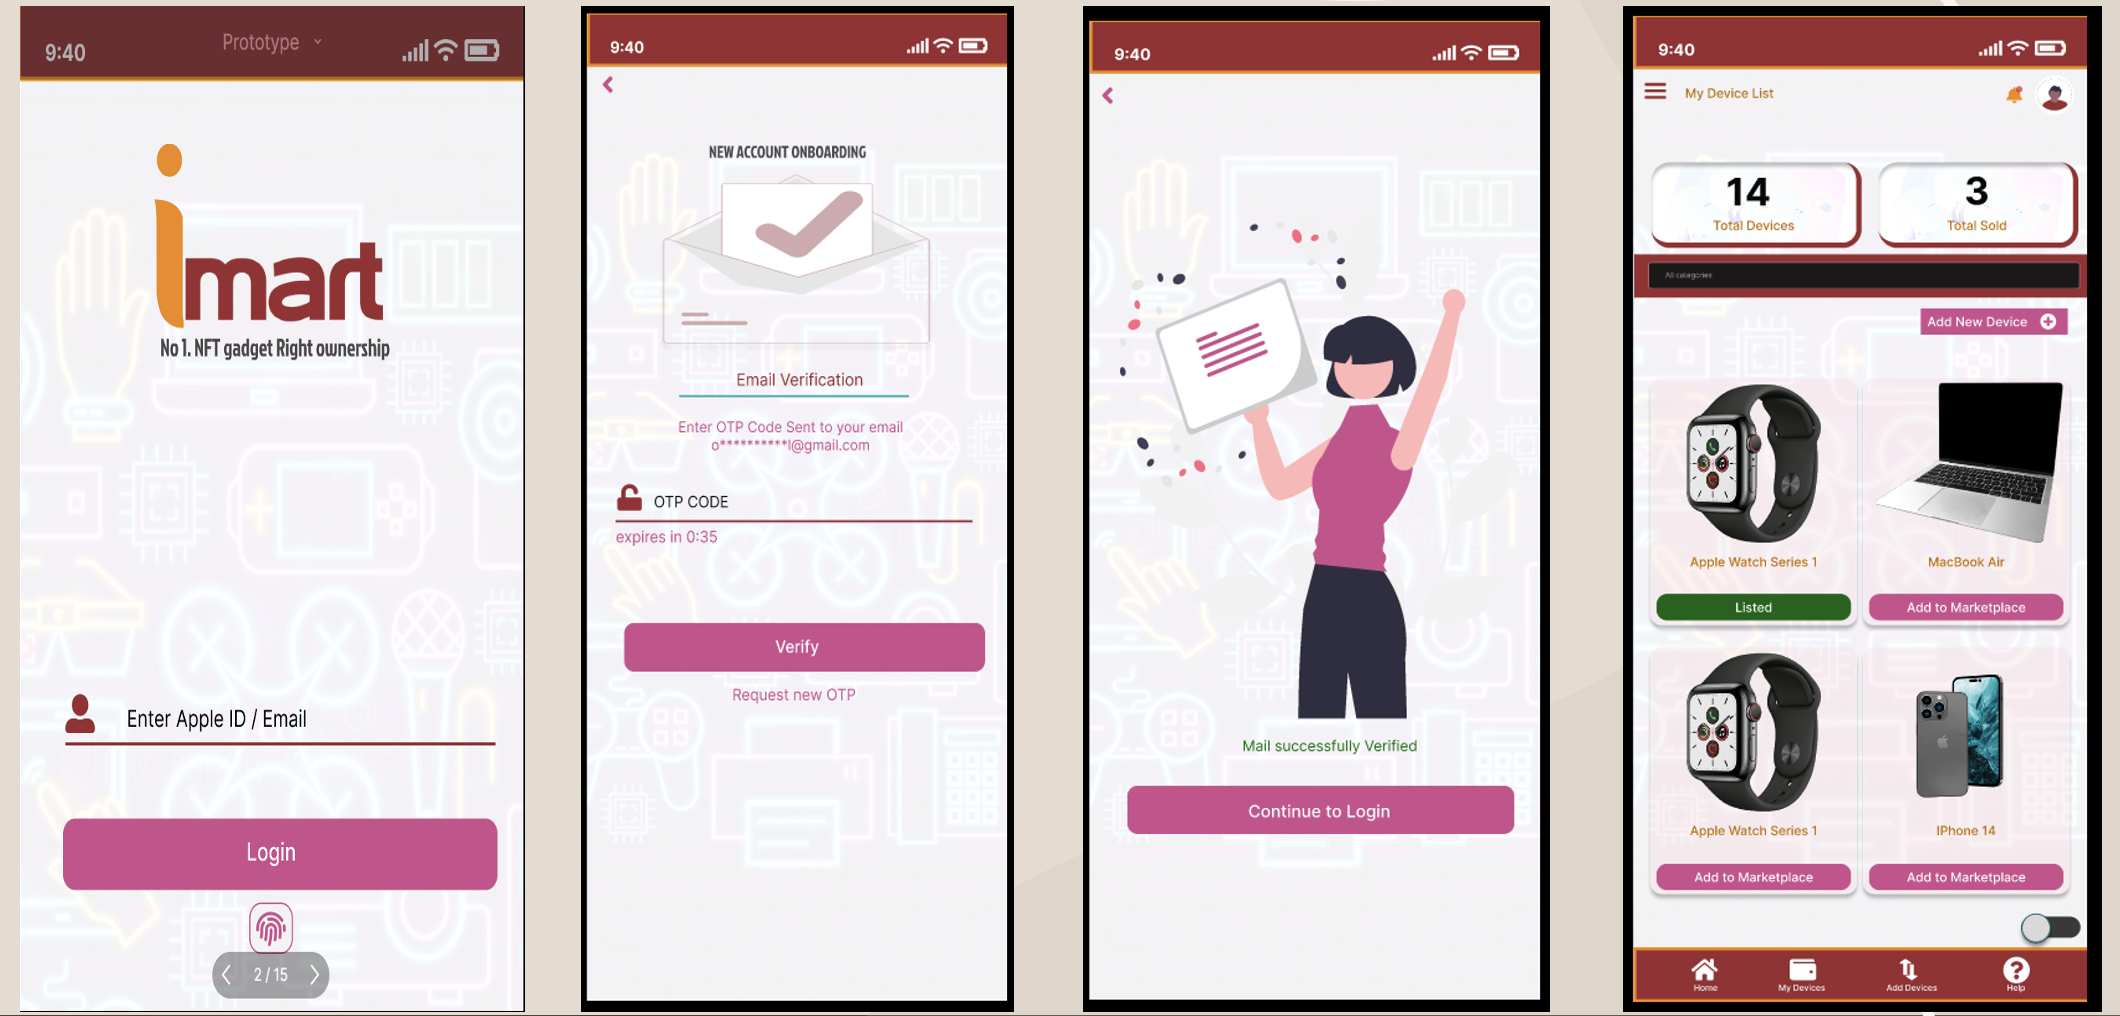 9:40
Prototype
imart
No 1. NFT gadget Right ownership
Enter Apple ID / Email
Login
2 / 15
9:40
NEW ACCOUNT ONBOARDING
Email Verification
Enter OTP Code Sent to your email
o**********l@gmail.com
OTP CODE
expires in 0:35
Verify
Request new OTP
9:40
Mail successfully Verified
Continue to Login
9:40
My Device List
14
Total Devices
3
Total Sold
All categories
Add New Device
Apple Watch Series 1
MacBook Air
Listed
Add to Marketplace
Apple Watch Series 1
IPhone 14
Add to Marketplace
Add to Marketplace
Home
My Devices
Add Devices
Help